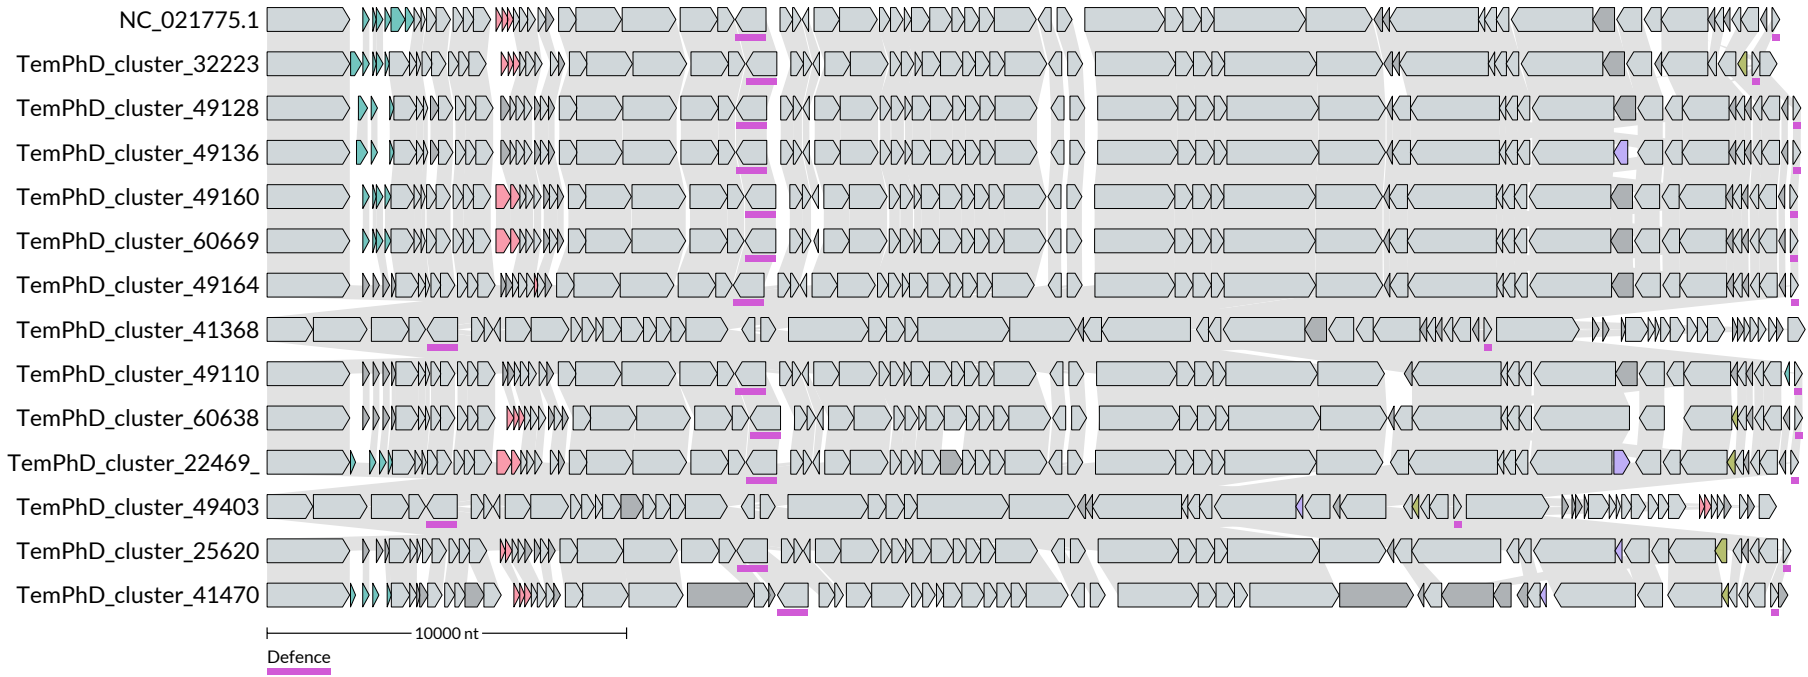 NC_021775.1
TemPhD_cluster_32223
TemPhD_cluster_49128
TemPhD_cluster_49136
TemPhD_cluster_49160
TemPhD_cluster_60669
TemPhD_cluster_49164
TemPhD_cluster_41368
TemPhD_cluster_49110
TemPhD_cluster_60638
TemPhD_cluster_22469_
TemPhD_cluster_49403
TemPhD_cluster_25620
TemPhD_cluster_41470
10000 nt
Defence